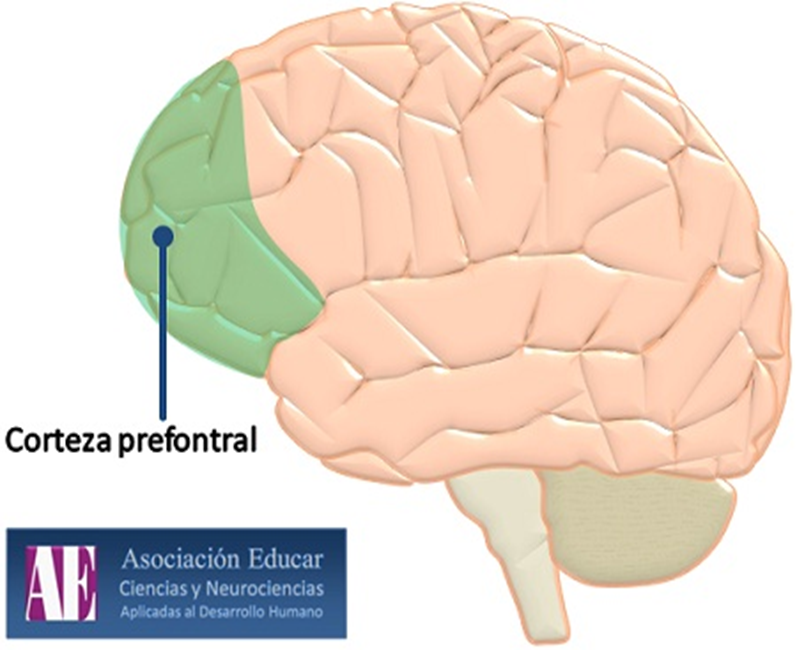 Corteza prefontral
AE
Asociación Educar
Ciencias y Neurociencias
Aplicadas al Desarrollo Humano